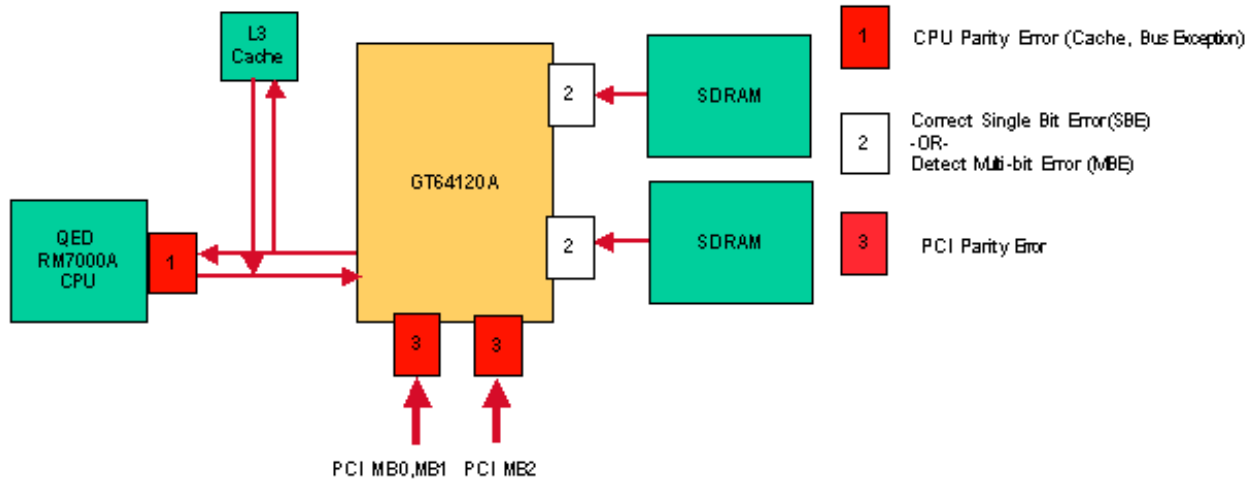 L3
Cache
1
CPU Parity Error (Cache, Bus Exception)
2
SDRAM
GT64120A
2
Correct Single Bit Error(SBE)
-OR-
Detect Multi-bit Error (MBE)
QED
RM7000A
CPU
1
2
SDRAM
3
PCI Parity Error
3
3
PCI MB0,MB1
PCI MB2